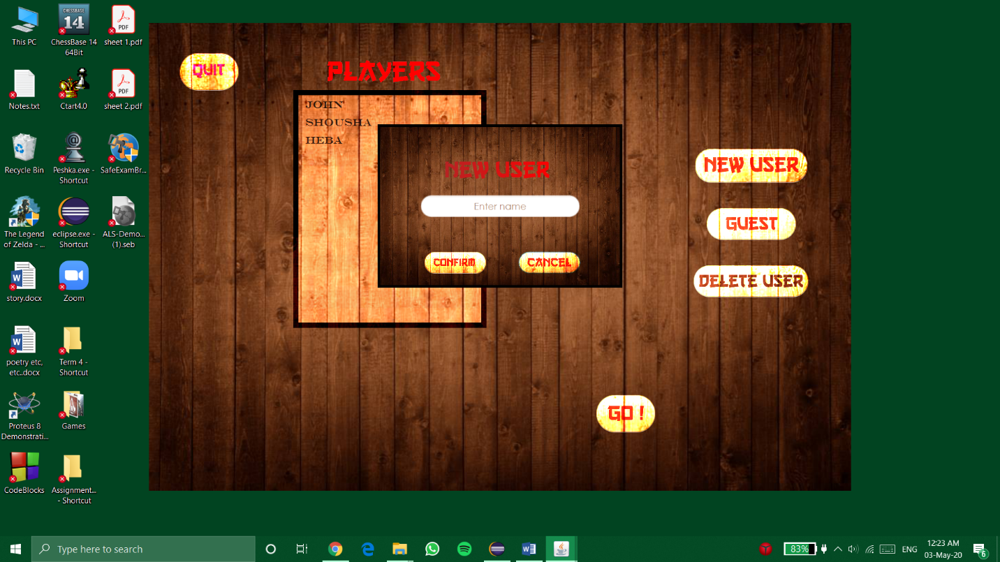 This PC
ChessBase 14
64Bit
CHESSBASE
14
PDF
sheet 1.pdf
Notes.txt
Ctart4.0
PDF
sheet 2.pdf
Recycle Bin
Peshka.exe -
Shortcut
SafeExamBr...
The Legend
of Zelda - ...
eclipse.exe -
Shortcut
ALS-Demo...
(1).seb
story.docx
Zoom
poetry etc,
etc..docx
Term 4 -
Shortcut
Proteus 8
Demonstrati...
Games
CodeBlocks
Assignment...
- Shortcut
QUIT
PLAYERS
JOHN
SHOUSHA
HEBA
NEW USER
Enter name
CONFIRM
CANCEL
NEW USER
GUEST
DELETE USER
GO !
Type here to search
83%
ENG
12:23 AM
03-May-20
6